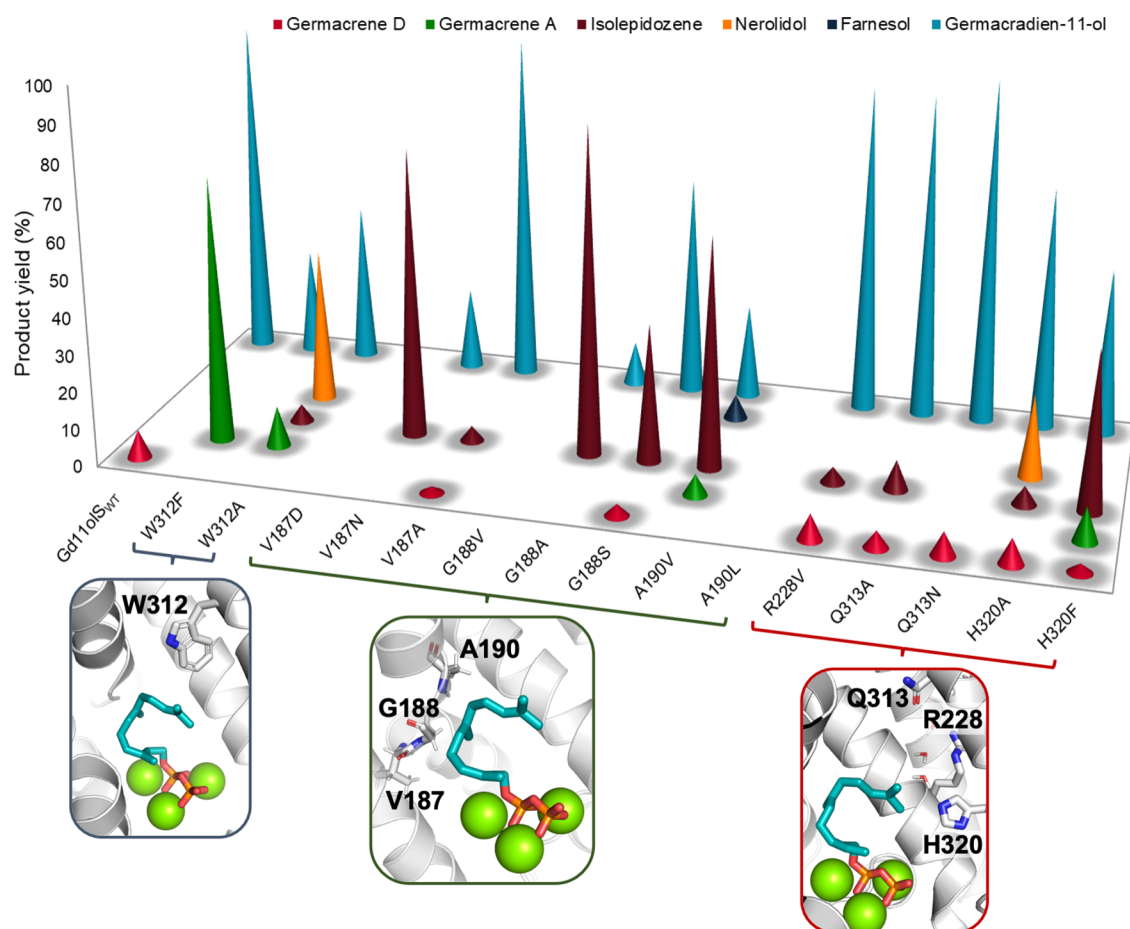 Germacrene D Germacrene A Isolepidozene Nerolidol Farnesol Germacradien-11-ol
Product yield (%)
100
90
80
70
60
50
40
30
20
10
0
Gd11olSWT
W312F
W312A
V187D
V187N
V187A
G188V
G188A
G188S
A190V
A190L
R228V
Q313A
Q313N
H320A
H320F
W312
A190
G188
V187
Q313
R228
H320